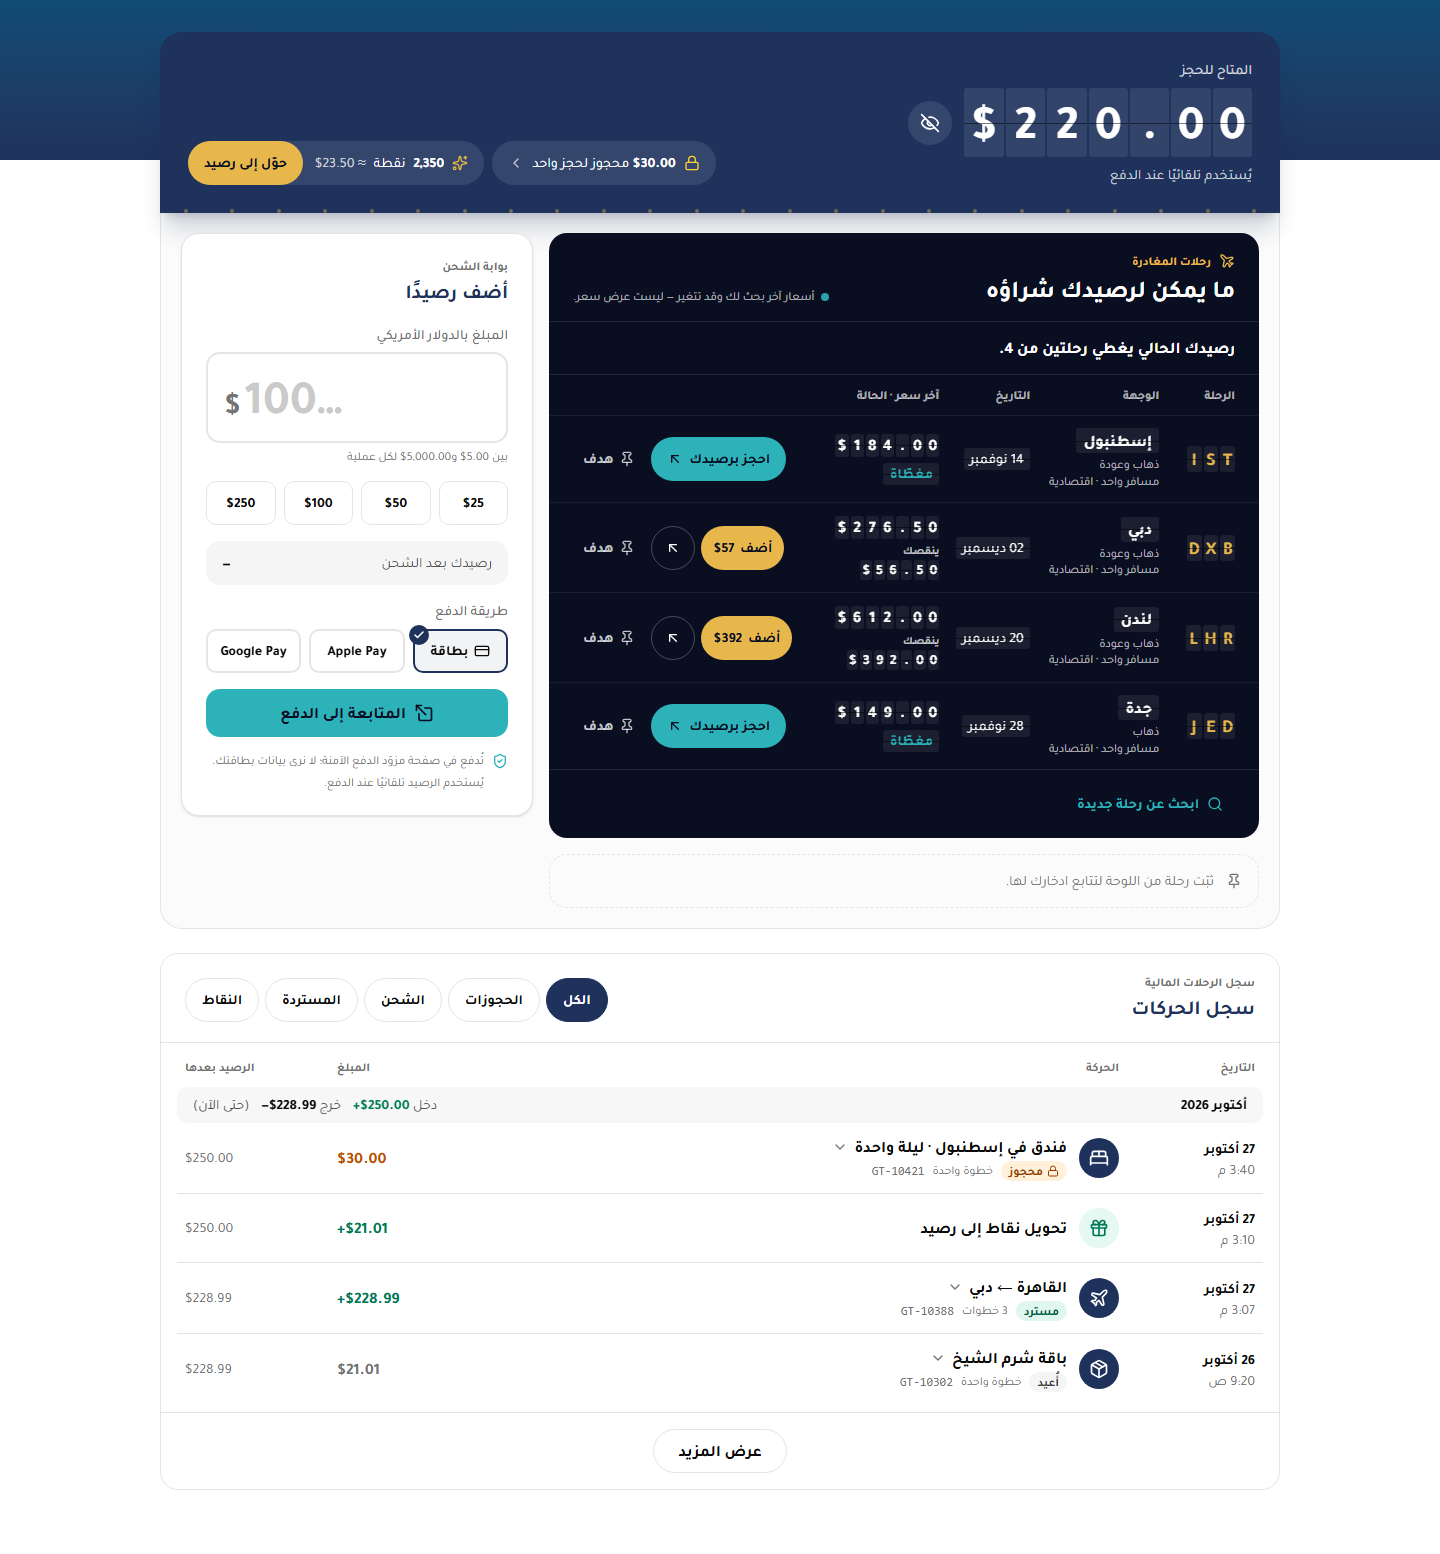 المتاح للحجز
$220.00
يُستخدم تلقائيًا عند الدفع
$30.00 محجوز لحجز واحد
2,350 نقطة ≈ $23.50
حوّل إلى رصيد
رحلات المغادرة
ما يمكن لرصيدك شراؤه
أسعار آخر بحث لك وقد تتغير – ليست عرض سعر.
رصيدك الحالي يغطي رحلتين من 4.
الرحلة الوجهة التاريخ آخر سعر · الحالة
IST إسطنبول 14 نوفمبر $184.00 احجز برصيدك هدف
ذهاب وعودة
مغطّاة
مسافر واحد · اقتصادية
DXB دبي 02 ديسمبر $276.50 أضف $57 هدف
ذهاب وعودة
ينقصك
مسافر واحد · اقتصادية
$56.50
LHR لندن 20 ديسمبر $612.00 أضف $392 هدف
ذهاب وعودة
ينقصك
مسافر واحد · اقتصادية
$392.00
JED جدة 28 نوفمبر $149.00 احجز برصيدك هدف
ذهاب
مغطّاة
مسافر واحد · اقتصادية
ابحث عن رحلة جديدة
ثبّت رحلة من اللوحة لتتابع ادخارك لها.
بوابة الشحن
أضف رصيدًا
المبلغ بالدولار الأمريكي
$ 100...
بين $5.00 و$5,000.00 لكل عملية
$25 $50 $100 $250
رصيدك بعد الشحن –
طريقة الدفع
بطاقة Apple Pay Google Pay
المتابعة إلى الدفع
تُدفع في صفحة مزوّد الدفع الآمنة؛ لا نرى بيانات بطاقتك.
يُستخدم الرصيد تلقائيًا عند الدفع.
سجل الرحلات المالية
سجل الحركات
الكل الحجوزات الشحن المستردة النقاط
التاريخ الحركة المبلغ الرصيد بعدها
أكتوبر 2026 دخل +$250.00 خرج –$228.99 (حتى الآن)
27 أكتوبر فندق في إسطنبول · ليلة واحدة $30.00 $250.00
3:40 م محجوز خطوة واحدة GT-10421
27 أكتوبر تحويل نقاط إلى رصيد +$21.01 $250.00
3:10 م
27 أكتوبر القاهرة ← دبي +$228.99 $228.99
3:07 م مسترد 3 خطوات GT-10388
26 أكتوبر باقة شرم الشيخ $21.01 $228.99
9:20 ص أُعيد خطوة واحدة GT-10302
عرض المزيد